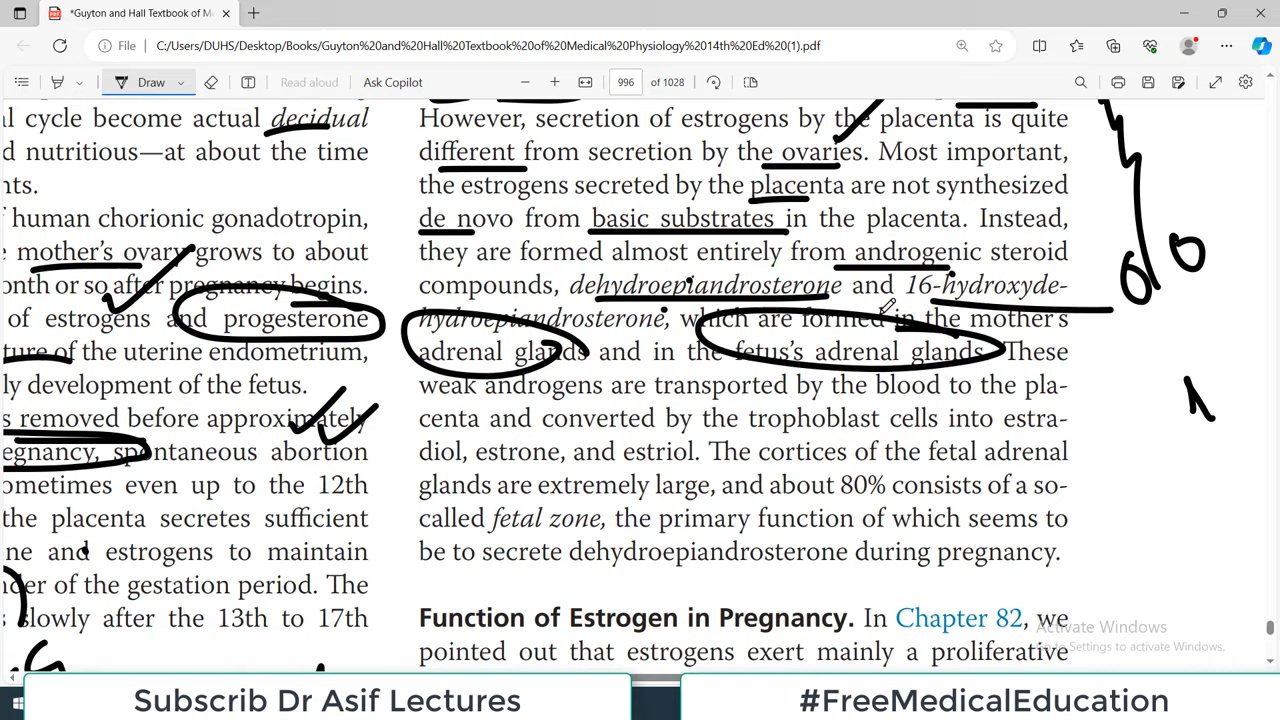 *Guyton and Hall Textbook of Me
File
C:/Users/DUHS/Desktop/Books/Guyton%20and%20Hall%20Textbook%20of%20Medical%20Physiology%2014th%20Ed%20(1).pdf
Draw
Read aloud
Ask Copilot
996
of 1028
al cycle become actual decidual
d nutritious—at about the time
nts.
f human chorionic gonadotropin,
e mother's ovary grows to about
onth or so after pregnancy begins.
of estrogens and progesterone
ture of the uterine endometrium,
ly development of the fetus.
s removed before approximately
egnancy, spontaneous abortion
ometimes even up to the 12th
the placenta secretes sufficient
ne and estrogens to maintain
nder of the gestation period. The
s slowly after the 13th to 17th
However, secretion of estrogens by the placenta is quite
different from secretion by the ovaries. Most important,
the estrogens secreted by the placenta are not synthesized
de novo from basic substrates in the placenta. Instead,
they are formed almost entirely from androgenic steroid
compounds, dehydroepiandrosterone and 16-hydroxyde-
hydroepiandrosterone, which are formed in the mother's
adrenal glands and in the fetus's adrenal glands. These
weak androgens are transported by the blood to the pla-
centa and converted by the trophoblast cells into estra-
diol, estrone, and estriol. The cortices of the fetal adrenal
glands are extremely large, and about 80% consists of a so-
called fetal zone, the primary function of which seems to
be to secrete dehydroepiandrosterone during pregnancy.
Function of Estrogen in Pregnancy. In Chapter 82, we
pointed out that estrogens exert mainly a proliferative
Activate Windows
Go to Settings to activate Windows.
Subscrib Dr Asif Lectures
#FreeMedicalEducation